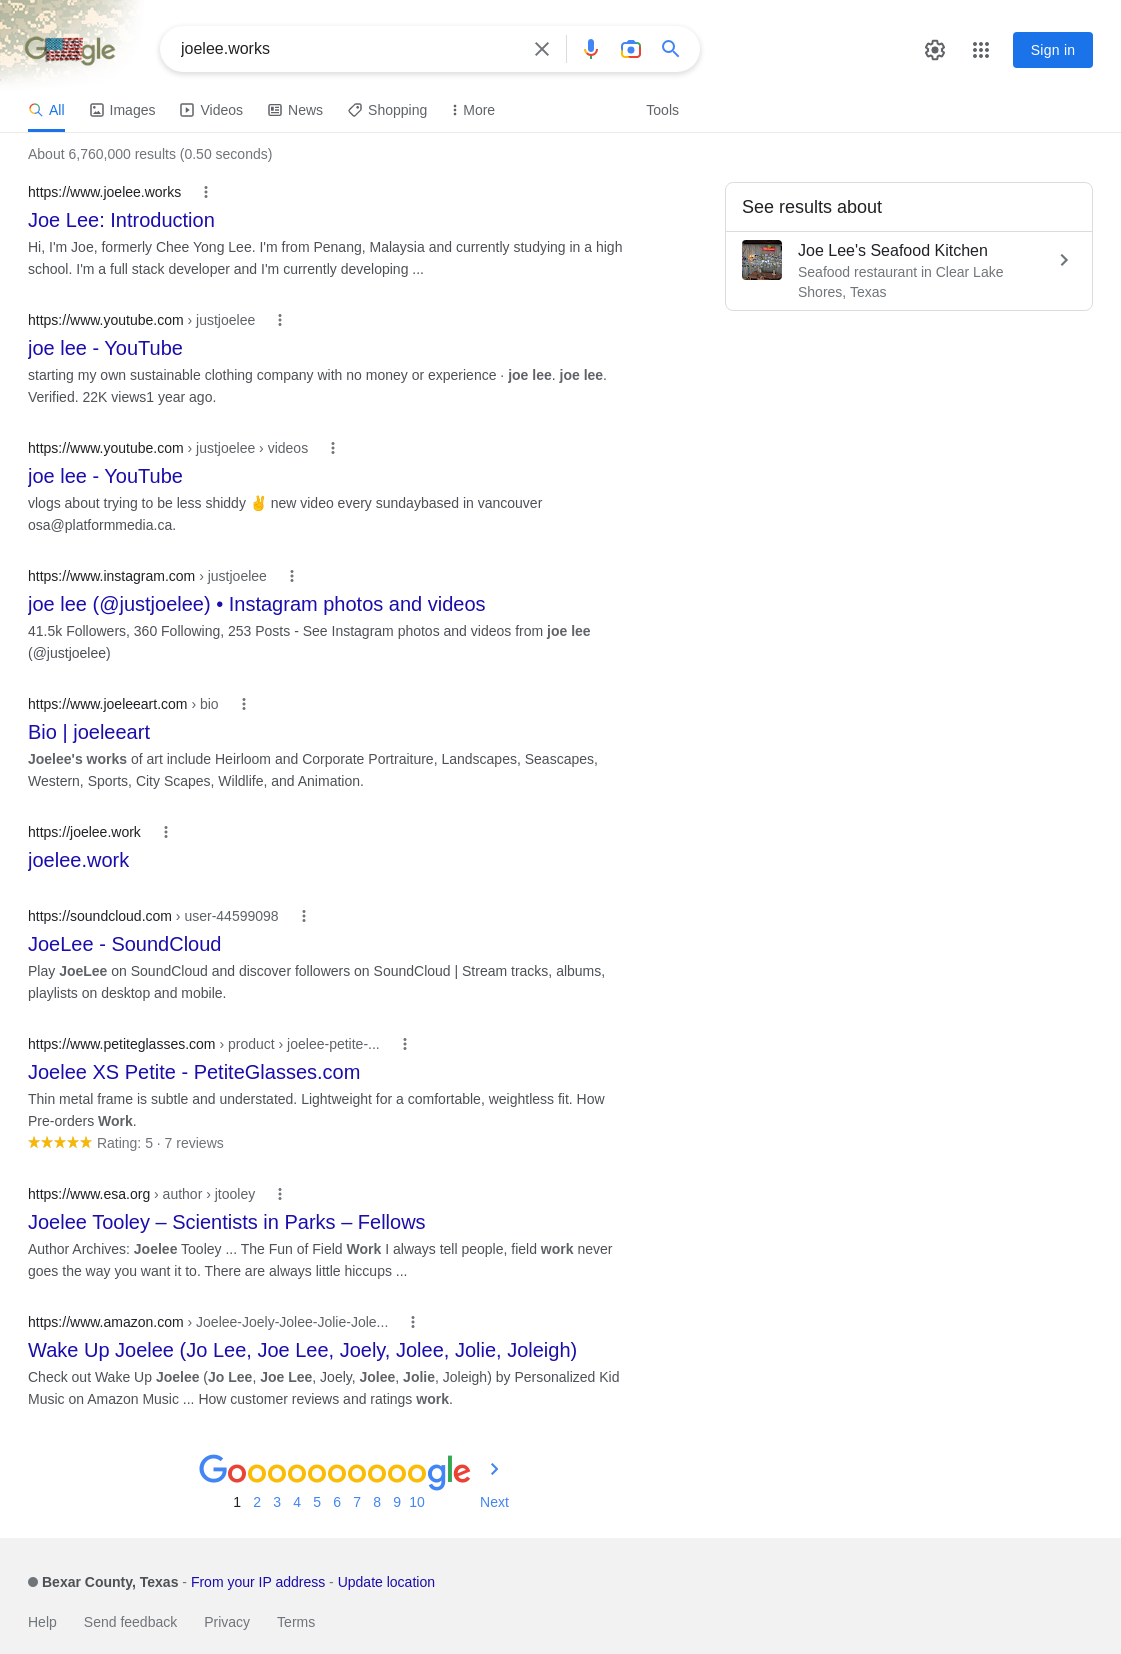 Google
joelee.works
Sign in
All
Images
Videos
News
Shopping
More
Tools
About 6,760,000 results (0.50 seconds)
https://www.joelee.works
Joe Lee: Introduction
Hi, I'm Joe, formerly Chee Yong Lee. I'm from Penang, Malaysia and currently studying in a high
school. I'm a full stack developer and I'm currently developing ...
https://www.youtube.com › justjoelee
joe lee - YouTube
starting my own sustainable clothing company with no money or experience · joe lee. joe lee.
Verified. 22K views1 year ago.
https://www.youtube.com › justjoelee › videos
joe lee - YouTube
vlogs about trying to be less shiddy ✌ new video every sundaybased in vancouver
osa@platformmedia.ca.
https://www.instagram.com › justjoelee
joe lee (@justjoelee) • Instagram photos and videos
41.5k Followers, 360 Following, 253 Posts - See Instagram photos and videos from joe lee
(@justjoelee)
https://www.joeleeart.com › bio
Bio | joeleeart
Joelee's works of art include Heirloom and Corporate Portraiture, Landscapes, Seascapes,
Western, Sports, City Scapes, Wildlife, and Animation.
https://joelee.work
joelee.work
https://soundcloud.com › user-44599098
JoeLee - SoundCloud
Play JoeLee on SoundCloud and discover followers on SoundCloud | Stream tracks, albums,
playlists on desktop and mobile.
https://www.petiteglasses.com › product › joelee-petite-...
Joelee XS Petite - PetiteGlasses.com
Thin metal frame is subtle and understated. Lightweight for a comfortable, weightless fit. How
Pre-orders Work.
Rating: 5 · 7 reviews
https://www.esa.org › author › jtooley
Joelee Tooley – Scientists in Parks – Fellows
Author Archives: Joelee Tooley ... The Fun of Field Work I always tell people, field work never
goes the way you want it to. There are always little hiccups ...
https://www.amazon.com › Joelee-Joely-Jolee-Jolie-Jole...
Wake Up Joelee (Jo Lee, Joe Lee, Joely, Jolee, Jolie, Joleigh)
Check out Wake Up Joelee (Jo Lee, Joe Lee, Joely, Jolee, Jolie, Joleigh) by Personalized Kid
Music on Amazon Music ... How customer reviews and ratings work.
See results about
Joe Lee's Seafood Kitchen
Seafood restaurant in Clear Lake
Shores, Texas
Goooooooooogle
1 2 3 4 5 6 7 8 9 10 Next
Bexar County, Texas - From your IP address - Update location
Help
Send feedback
Privacy
Terms